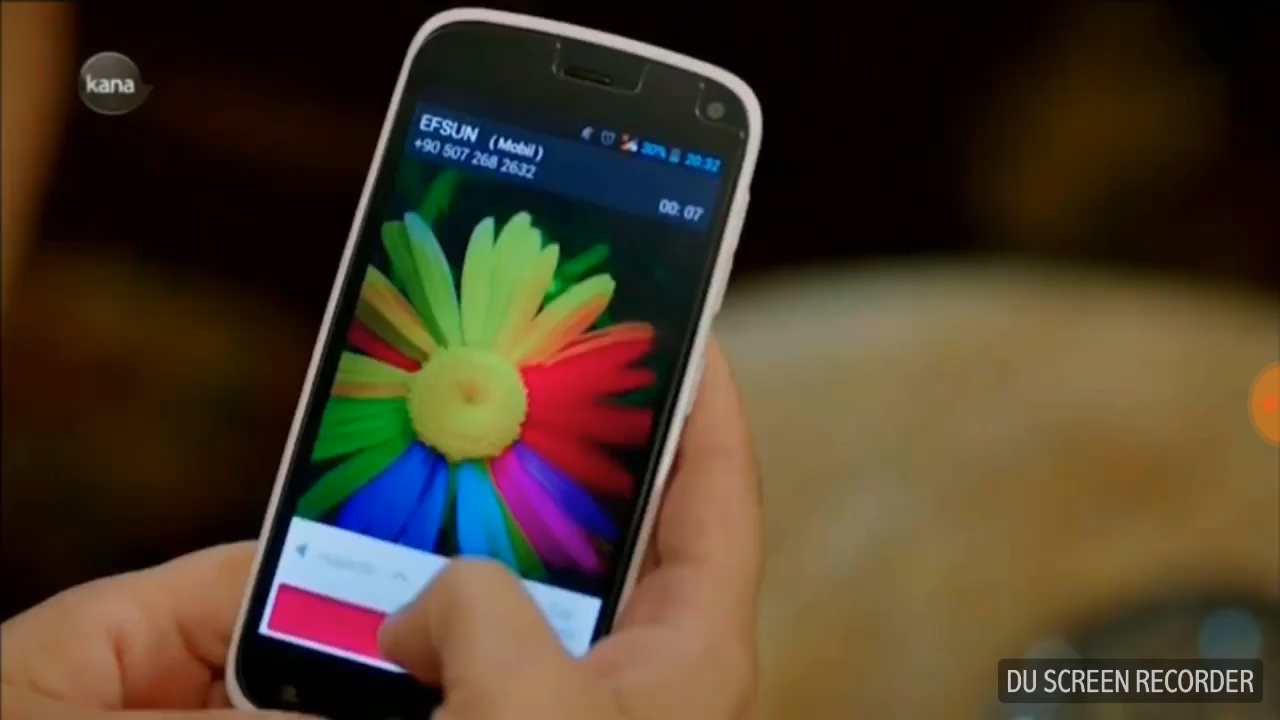 kana
EFSUN (Mobil) 30% 20:32
+90 507 268 2632
00: 07
DU SCREEN RECORDER